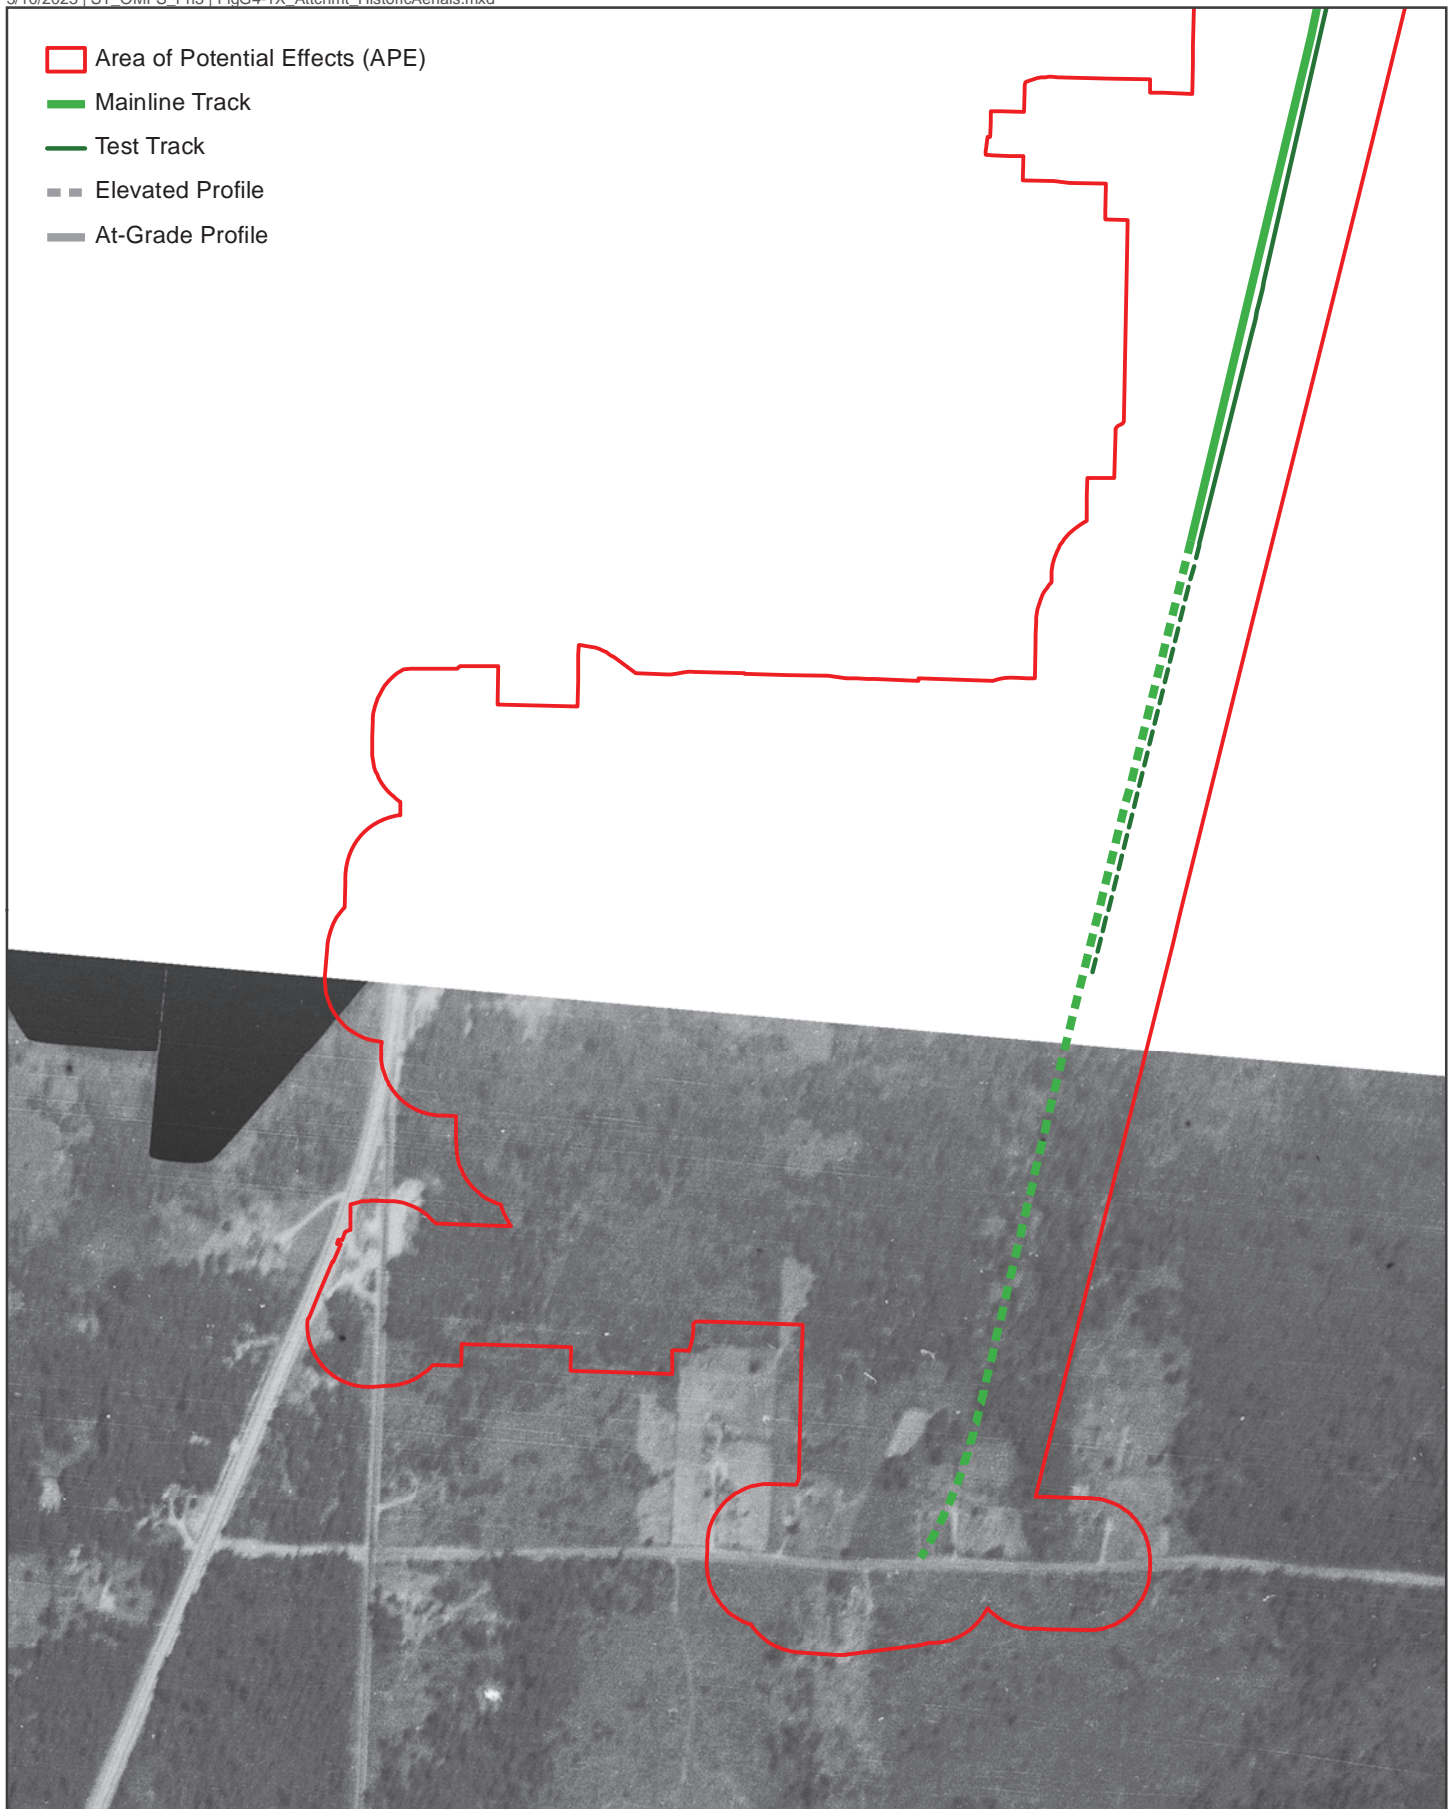 Area of Potential Effects (APE)
Mainline Track
Test Track
Elevated Profile
At-Grade Profile